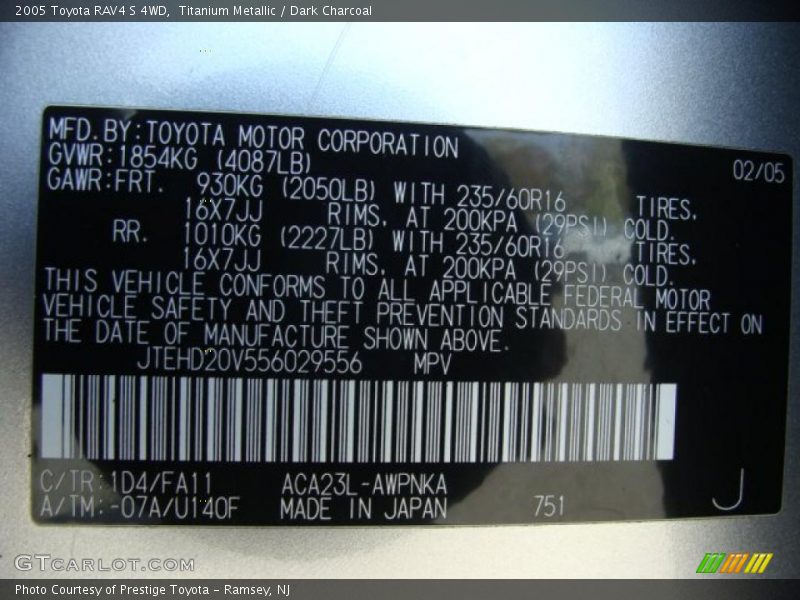 2005 Toyota RAV4 S 4WD, Titanium Metallic / Dark Charcoal
MFD.BY:TOYOTA MOTOR CORPORATION
02/05
GVWR:1854KG (4087LB)
GAWR:FRT. 930KG (2050LB) WITH 235/60R16 TIRES,
16X7JJ RIMS, AT 200KPA (29PSI) COLD.
RR. 1010KG (2227LB) WITH 235/60R16 TIRES,
16X7JJ RIMS, AT 200KPA (29PSI) COLD.
THIS VEHICLE CONFORMS TO ALL APPLICABLE FEDERAL MOTOR
VEHICLE SAFETY AND THEFT PREVENTION STANDARDS IN EFFECT ON
THE DATE OF MANUFACTURE SHOWN ABOVE.
JTEHD20V556029556 MPV
C/TR:1D4/FA11 ACA23L-AWPNKA
A/TM:-07A/U140F MADE IN JAPAN 751 J
GTCARLOT.COM
Photo Courtesy of Prestige Toyota - Ramsey, NJ